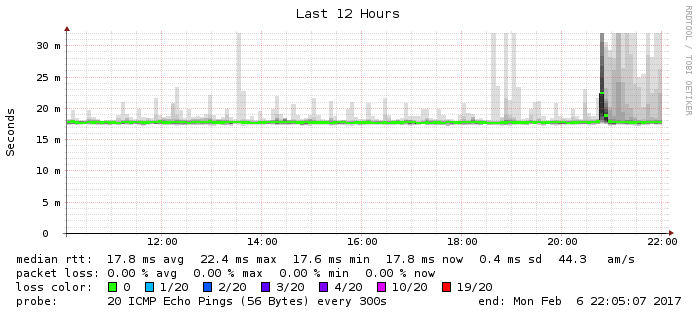 Last 12 Hours
RRDTOOL / TOBI OETIKER
Seconds
30 m
25 m
20 m
15 m
10 m
5 m
0
12:00 14:00 16:00 18:00 20:00 22:00
median rtt: 17.8 ms avg 22.4 ms max 17.6 ms min 17.8 ms now 0.4 ms sd 44.3 am/s
packet loss: 0.00 % avg 0.00 % max 0.00 % min 0.00 % now
loss color: 0 1/20 2/20 3/20 4/20 10/20 19/20
probe: 20 ICMP Echo Pings (56 Bytes) every 300s end: Mon Feb 6 22:05:07 2017